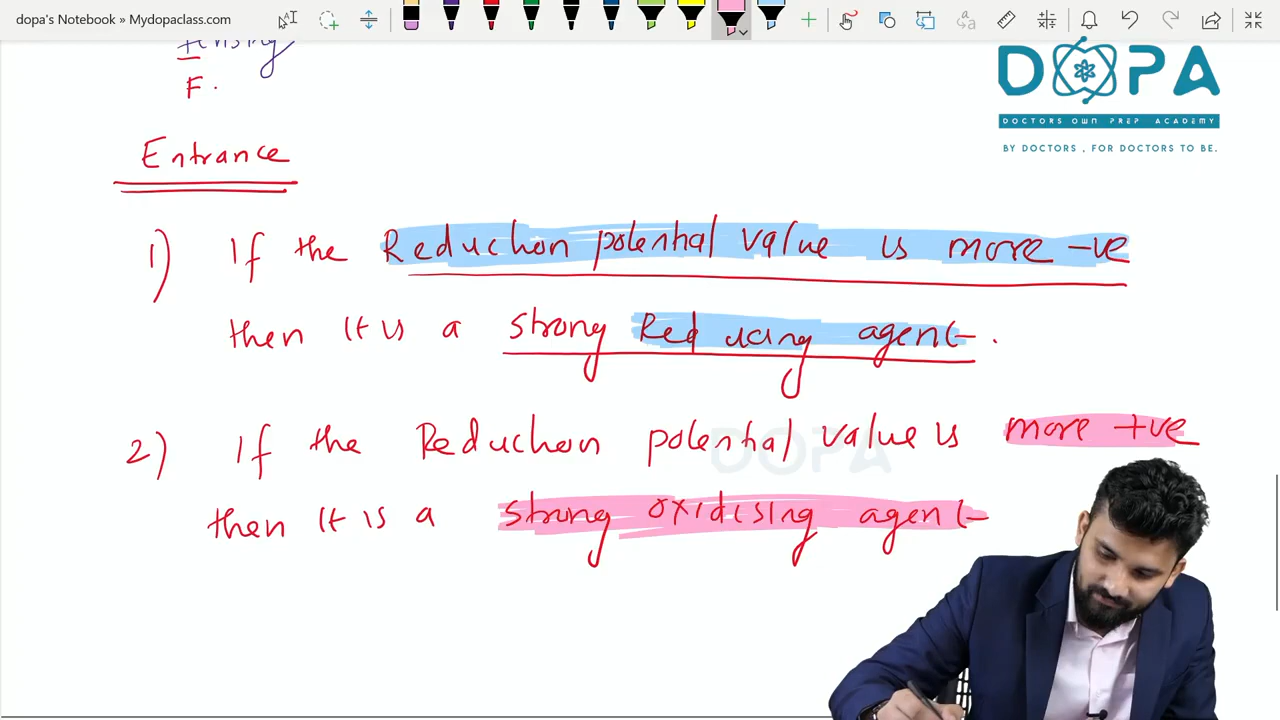 dopa's Notebook » Mydopaclass.com
F.
DOPA
DOCTORS OWN PREP ACADEMY
BY DOCTORS , FOR DOCTORS TO BE.
Entrance
1) If the Reduction potential value is more -ve
then it is a strong Reducing agent.
2) If the Reduction potential value is more +ve
then it is a strong oxidising agent
DOPA